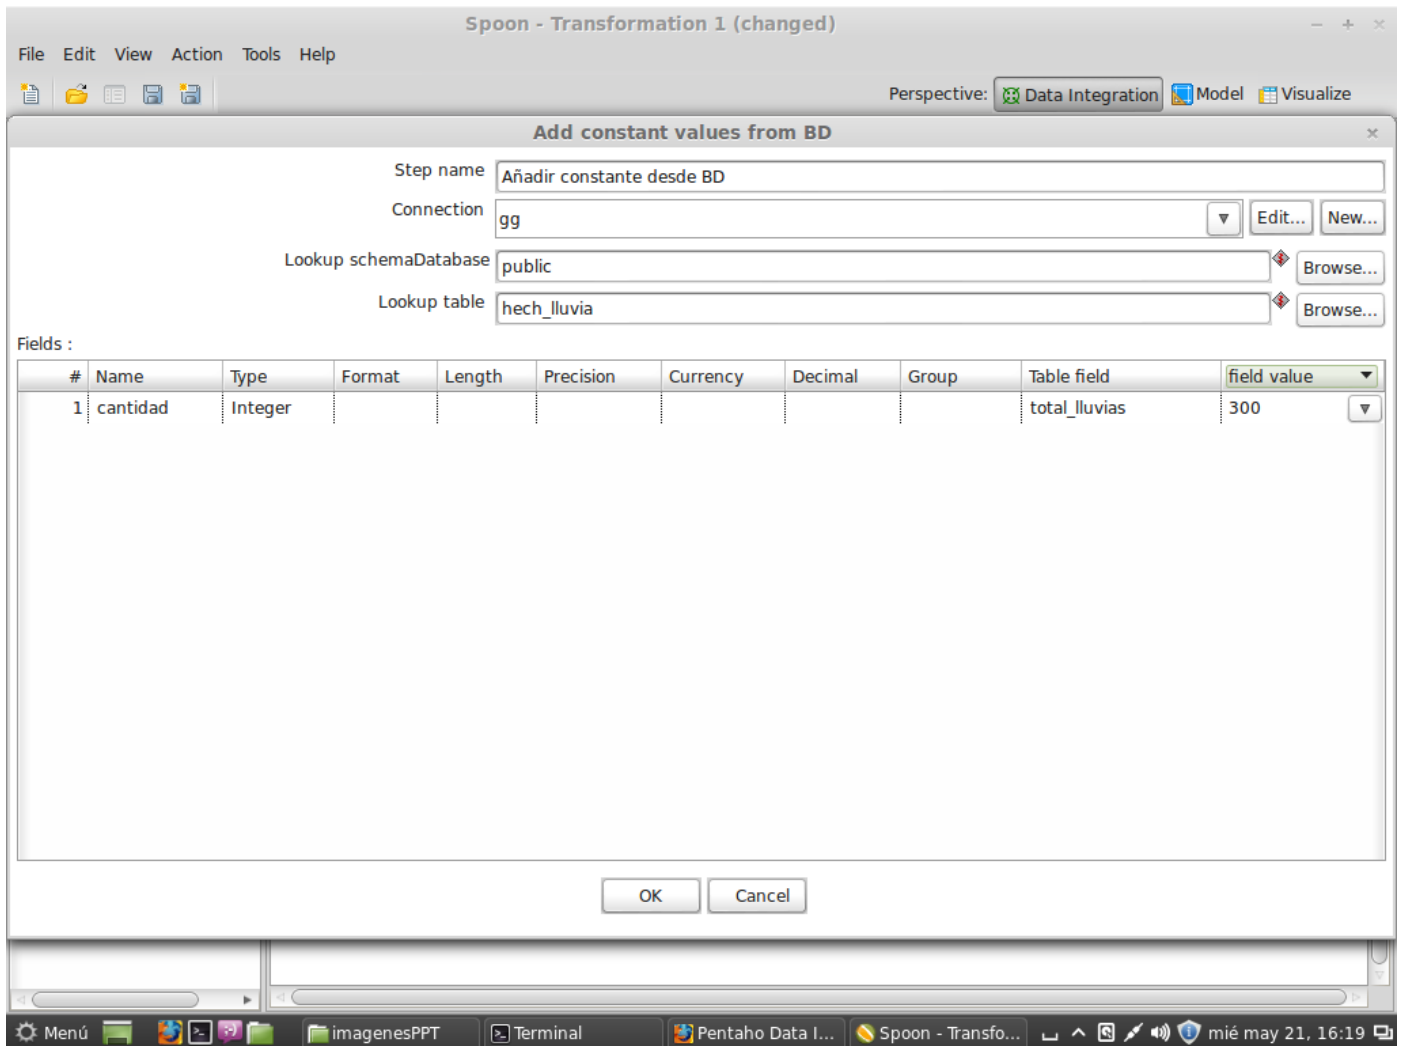 Spoon - Transformation 1 (changed)
File Edit View Action Tools Help
Perspective: Data Integration Model Visualize
Add constant values from BD
Step name Añadir constante desde BD
Connection gg Edit... New...
Lookup schemaDatabase public Browse...
Lookup table hech_lluvia Browse...
Fields :
# Name Type Format Length Precision Currency Decimal Group Table field field value
1 cantidad Integer total_lluvias 300
OK Cancel
Menú imagenesPPT Terminal Pentaho Data I... Spoon - Transfo... mié may 21, 16:19